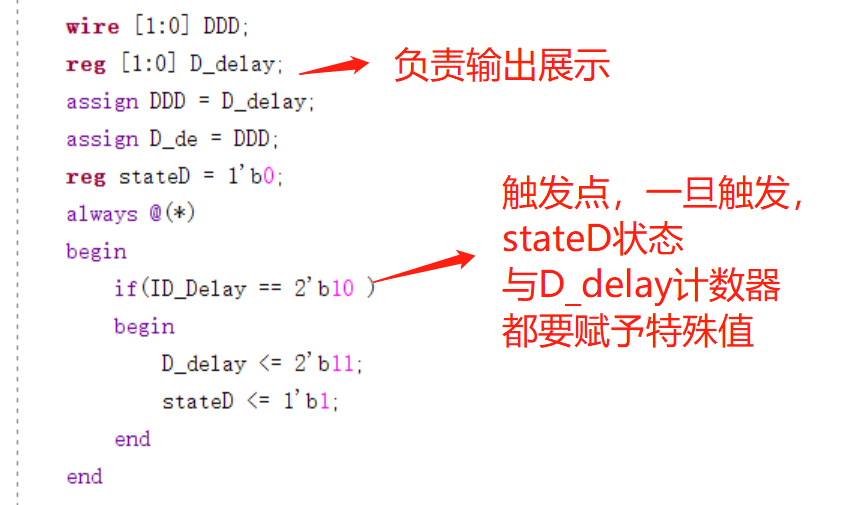 wire [1:0] DDD;
reg [1:0] D_delay;
负责输出展示
assign DDD = D_delay;
assign D_de = DDD;
reg stateD = 1'b0;
always @(*)
begin
if(ID_Delay == 2'b10 )
触发点，一旦触发，
stateD状态
与D_delay计数器
都要赋予特殊值
begin
D_delay <= 2'b11;
stateD <= 1'b1;
end
end